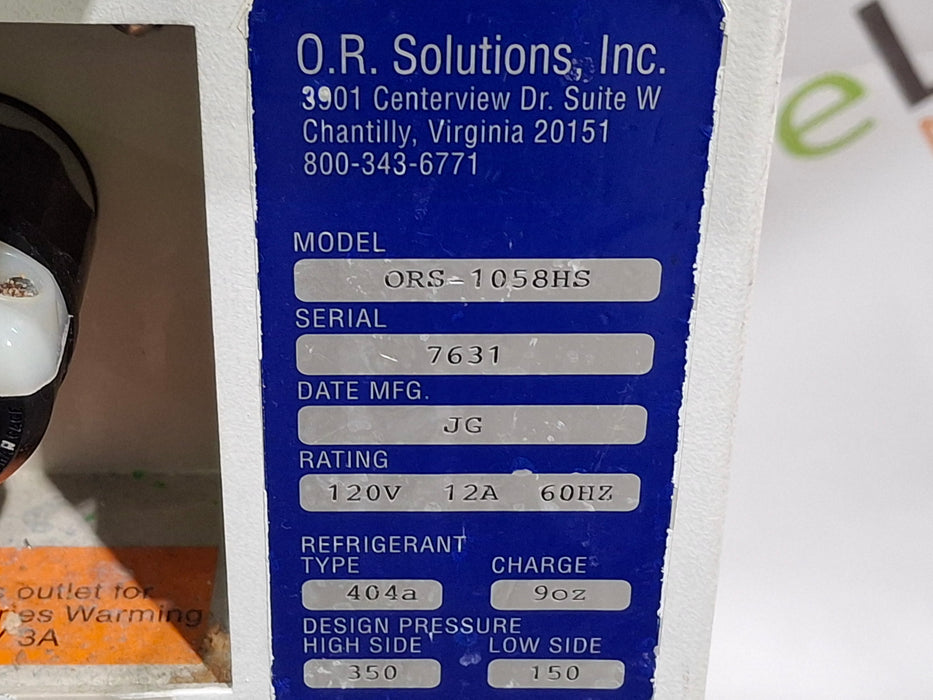 O.R. Solutions, Inc.
3901 Centerview Dr. Suite W
Chantilly, Virginia 20151
800-343-6771
MODEL
ORS-1058HS
SERIAL
7631
DATE MFG.
JG
RATING
120V 12A 60HZ
REFRIGERANT
TYPE
CHARGE
404a
9oz
DESIGN PRESSURE
HIGH SIDE
LOW SIDE
350
150
outlet for
Warming
3A
eL